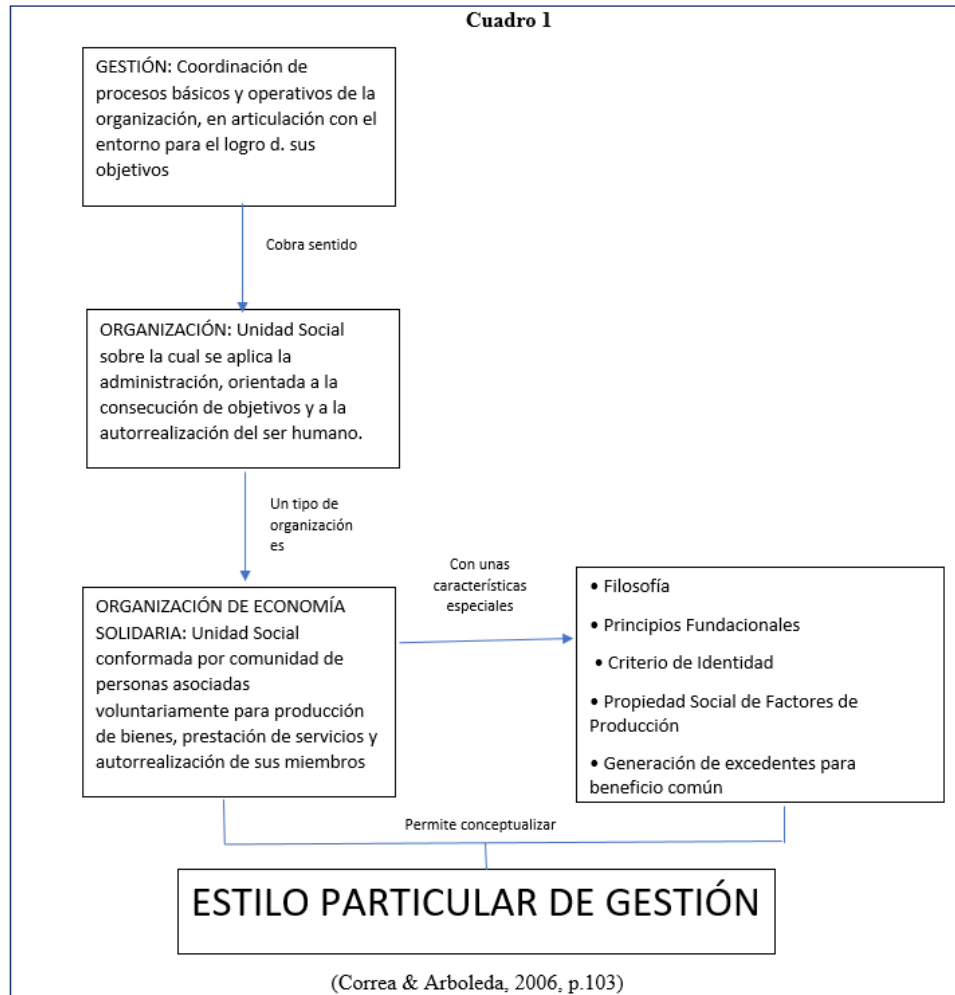 Cuadro 1
GESTIÓN: Coordinación de
procesos básicos y operativos de la
organización, en articulación con el
entorno para el logro d. sus
objetivos
Cobra sentido
ORGANIZACIÓN: Unidad Social
sobre la cual se aplica la
administración, orientada a la
consecución de objetivos y a la
autorrealización del ser humano.
Un tipo de
organización
es
ORGANIZACIÓN DE ECONOMÍA
SOLIDARIA: Unidad Social
conformada por comunidad de
personas asociadas
voluntariamente para producción
de bienes, prestación de servicios y
autorrealización de sus miembros
Con unas
características
especiales
• Filosofía
• Principios Fundacionales
• Criterio de Identidad
• Propiedad Social de Factores de
Producción
• Generación de excedentes para
beneficio común
Permite conceptualizar
ESTILO PARTICULAR DE GESTIÓN
(Correa & Arboleda, 2006, p.103)